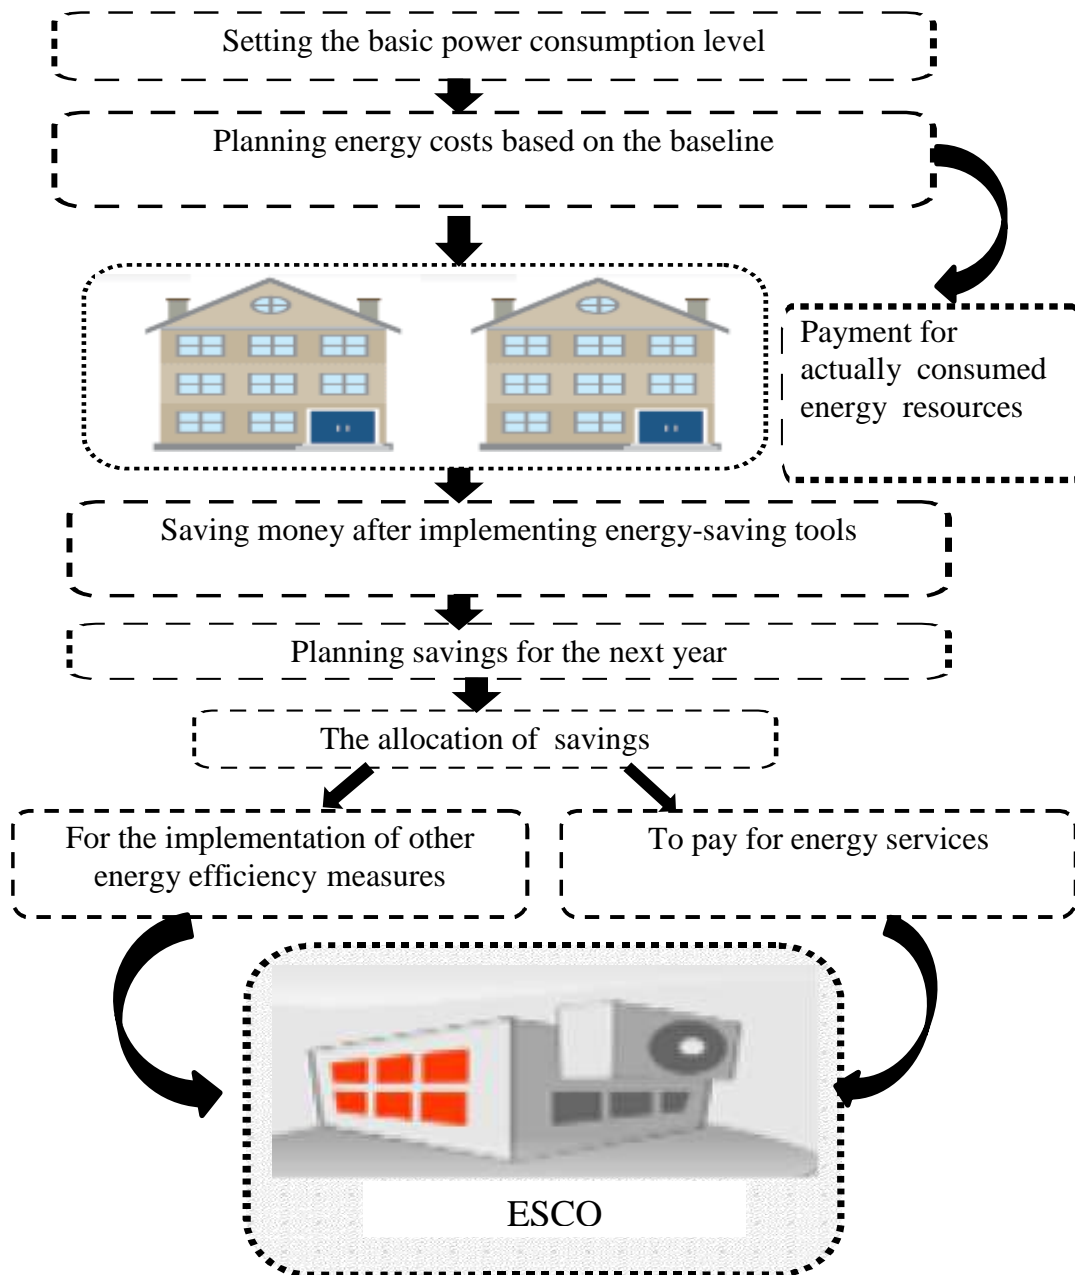 Setting the basic power consumption level
Planning energy costs based on the baseline
Payment for
actually consumed
energy resources
Saving money after implementing energy-saving tools
Planning savings for the next year
The allocation of savings
For the implementation of other
energy efficiency measures
To pay for energy services
ESCO